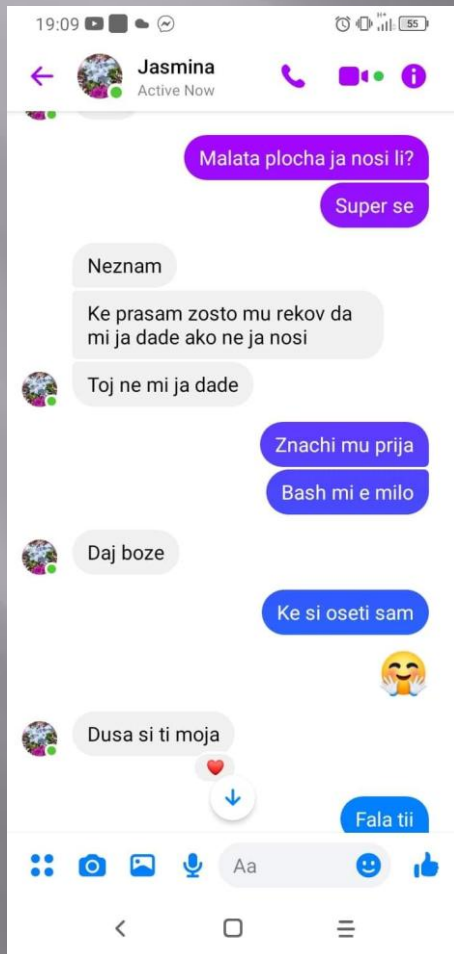 19:09
H+
55
Jasmina
Active Now
Malata plocha ja nosi li?
Super se
Neznam
Ke prasam zosto mu rekov da
mi ja dade ako ne ja nosi
Toj ne mi ja dade
Znachi mu prija
Bash mi e milo
Daj boze
Ke si oseti sam
Dusa si ti moja
Fala tii
Aa